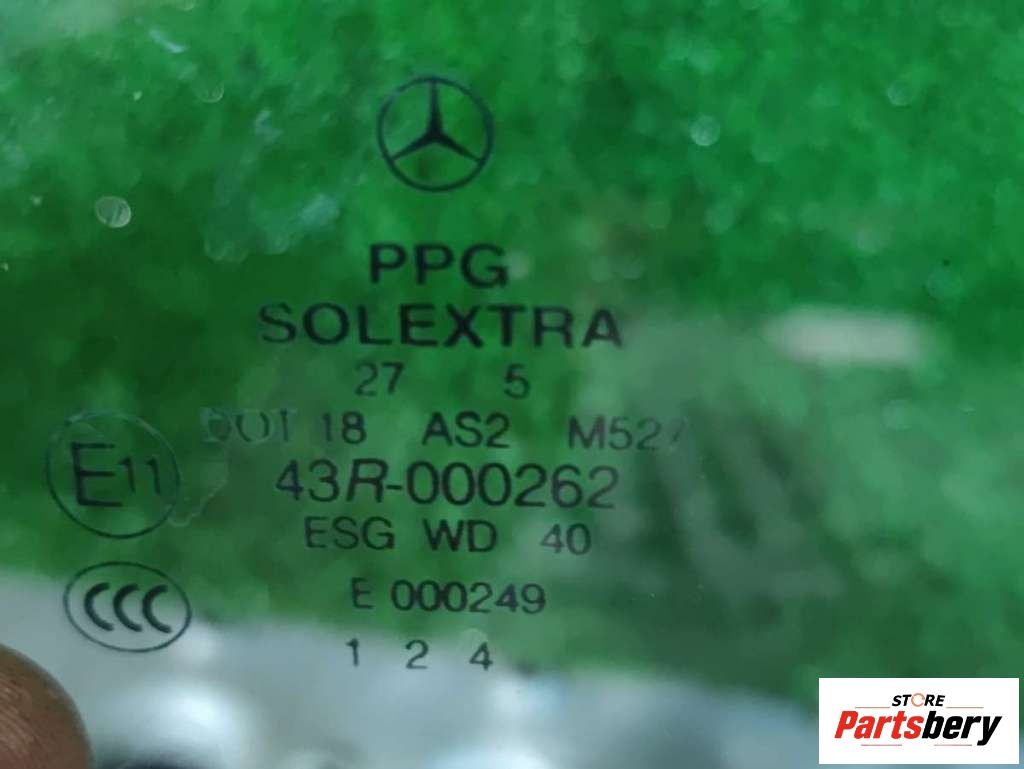 PPG
SOLEXTRA
27 5
DOT 18 AS2
E11
43R-000262
ESG WD 40
CCC
E 000249
1 2 4
STORE
Partsbery